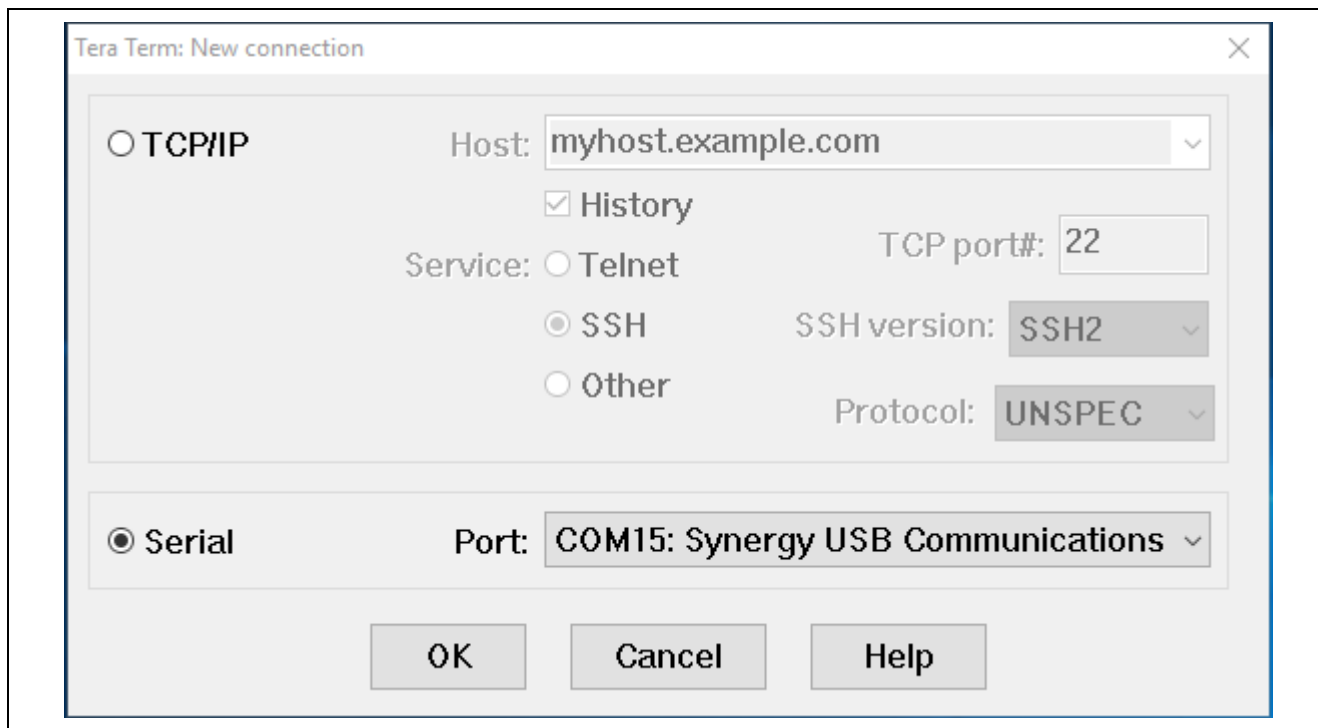 Tera Term: New connection
TCP/IP Host: myhost.example.com
History
TCP port#: 22
Service: Telnet
SSH SSH version: SSH2
Other
Protocol: UNSPEC
Serial Port: COM15: Synergy USB Communications
OK Cancel Help